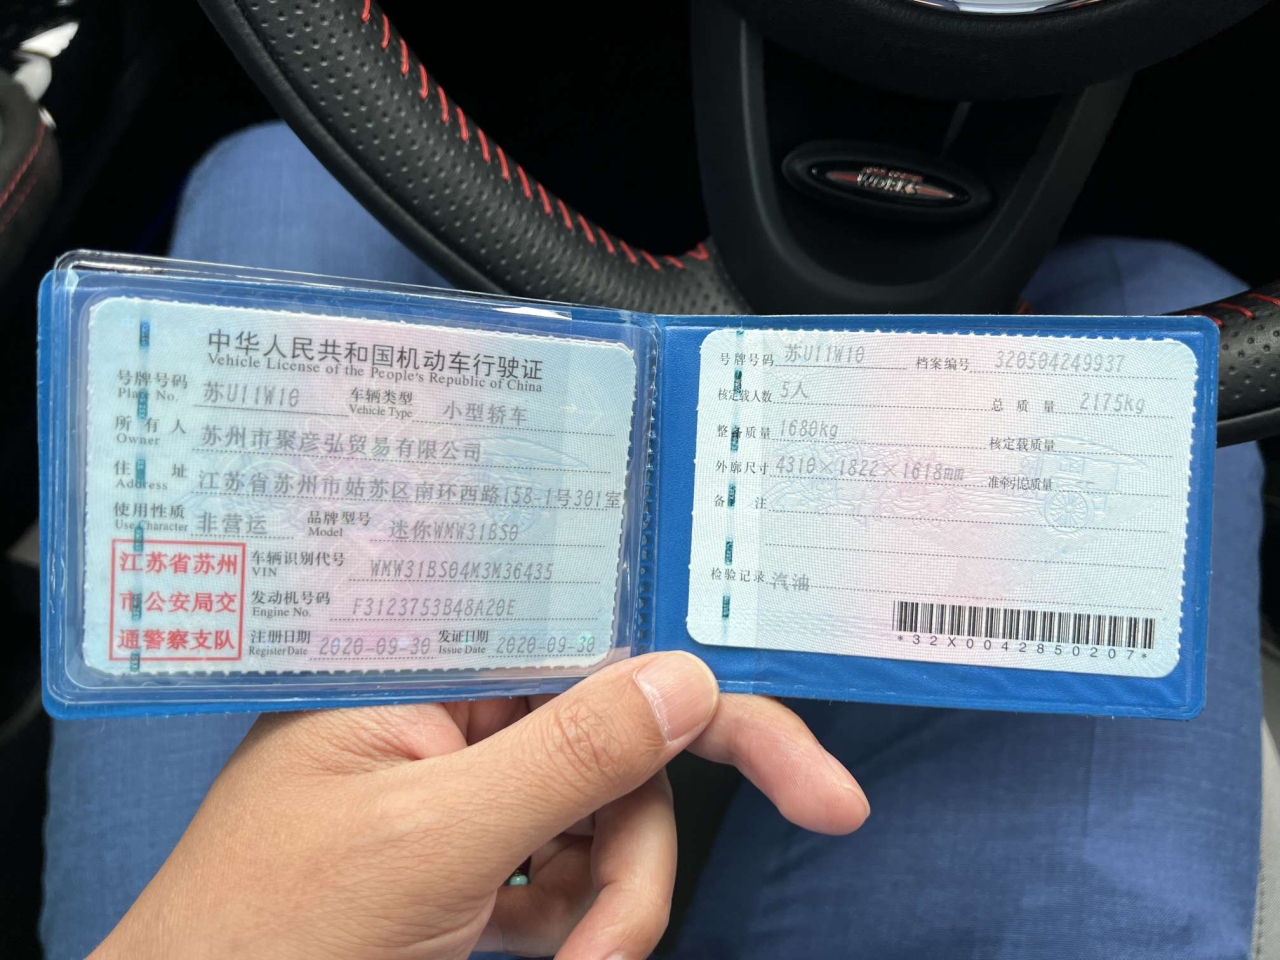 中华人民共和国机动车行驶证
Vehicle License of the People's Republic of China
号牌号码 苏U11W10 车辆类型 小型轿车
Plate No. Vehicle Type
所有人 苏州市聚彦弘贸易有限公司
Owner
住址 江苏省苏州市姑苏区南环西路158-1号301室
Address
使用性质 非营运 品牌型号 迷你WMW31BS0
Use Character Model
江苏省苏州
市公安局交
通警察支队
车辆识别代号 WMW31BS04M3M36435
VIN
发动机号码 F3123753B48A20E
Engine No.
注册日期 2020-09-30 发证日期 2020-09-30
Register Date Issue Date
号牌号码 苏U11W10 档案编号 320504249937
核定载人数 5人 总质量 2175kg
整备质量 1680kg 核定载质量
外廓尺寸 4310×1822×1618mm 准牵引总质量
备注
检验记录 汽油
*32X0042850207*
WORKS